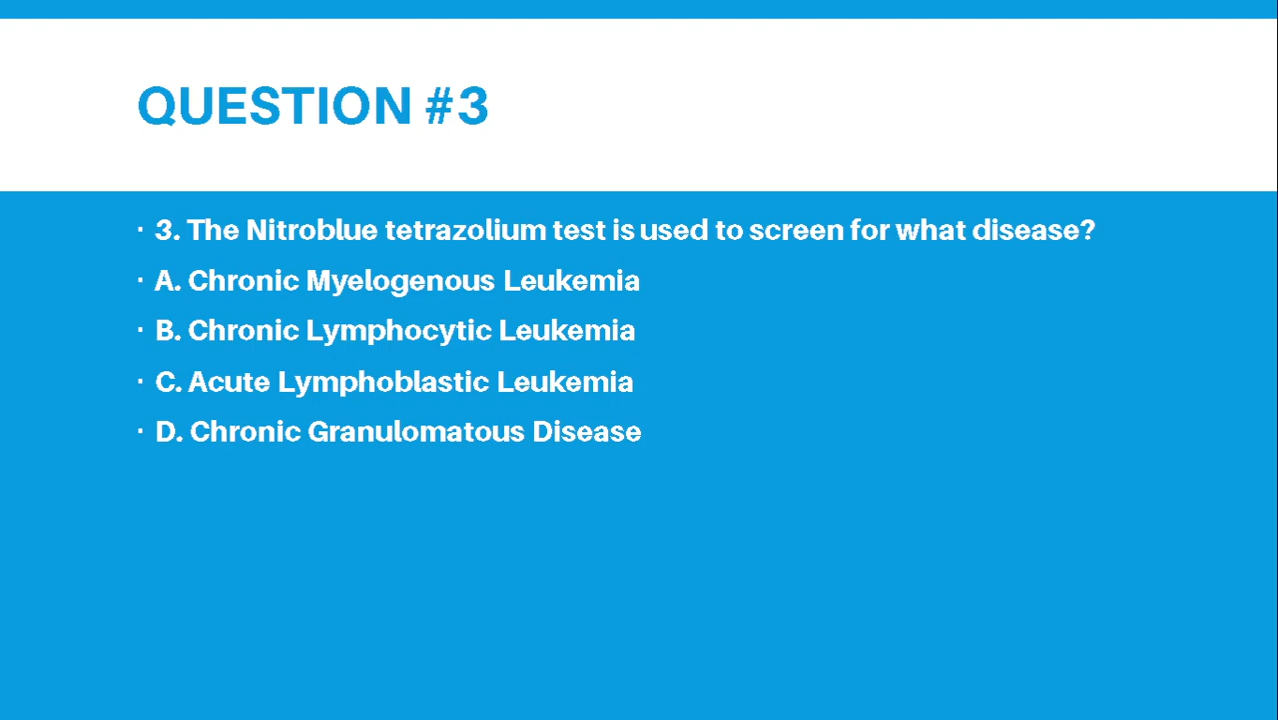 QUESTION #3
· 3. The Nitroblue tetrazolium test is used to screen for what disease?
· A. Chronic Myelogenous Leukemia
· B. Chronic Lymphocytic Leukemia
· C. Acute Lymphoblastic Leukemia
· D. Chronic Granulomatous Disease